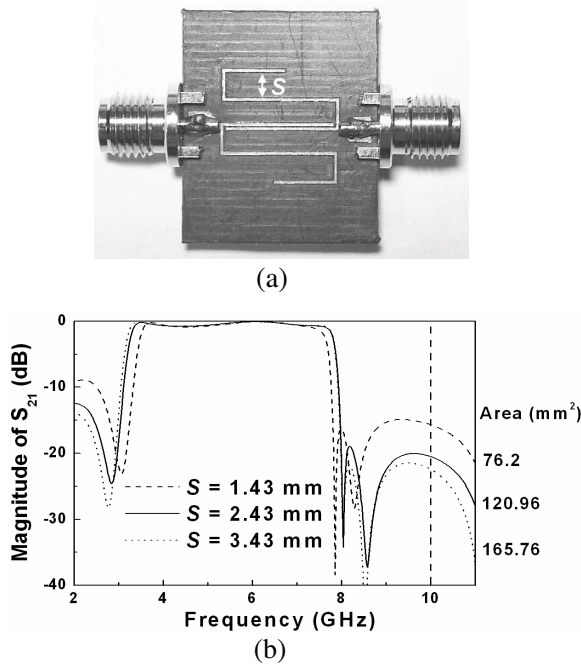 S
(a)
Magnitude of S21 (dB)
0
-10
-20
-30
-40
S = 1.43 mm
S = 2.43 mm
S = 3.43 mm
Area (mm2)
76.2
120.96
165.76
2
4
6
8
10
Frequency (GHz)
(b)